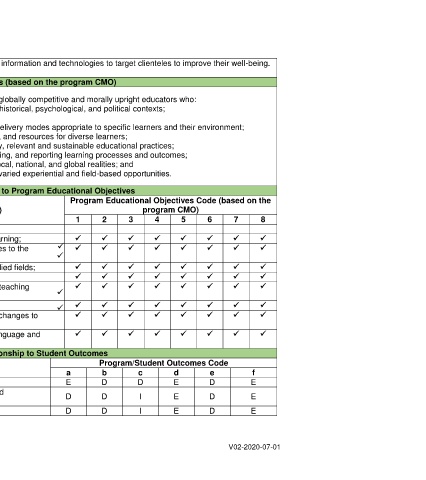 information and technologies to target clienteles to improve their well-being.
s (based on the program CMO)
globally competitive and morally upright educators who:
historical, psychological, and political contexts;
elivery modes appropriate to specific learners and their environment;
, and resources for diverse learners;
y, relevant and sustainable educational practices;
ing, and reporting learning processes and outcomes;
ocal, national, and global realities; and
varied experiential and field-based opportunities.
to Program Educational Objectives
Program Educational Objectives Code (based on the
) program CMO)
1 2 3 4 5 6 7 8
rning; ✓ ✓ ✓ ✓ ✓ ✓ ✓ ✓
es to the ✓ ✓ ✓ ✓ ✓ ✓ ✓ ✓ ✓
✓
lied fields; ✓ ✓ ✓ ✓ ✓ ✓ ✓ ✓
✓ ✓ ✓ ✓ ✓ ✓ ✓ ✓
teaching ✓ ✓ ✓ ✓ ✓ ✓ ✓ ✓
✓
✓ ✓ ✓ ✓ ✓ ✓ ✓ ✓ ✓
changes to ✓ ✓ ✓ ✓ ✓ ✓ ✓ ✓
nguage and ✓ ✓ ✓ ✓ ✓ ✓ ✓ ✓
onship to Student Outcomes
Program/Student Outcomes Code
a b c d e f
E D D E D E
d
D D I E D E
D D I E D E
V02-2020-07-01